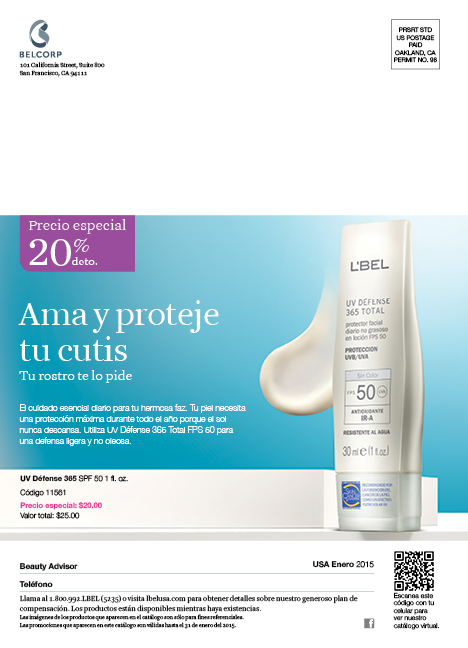 BELCORP
101 California Street, Suite 800
San Francisco, CA 94111
PRSRT STD
US POSTAGE
PAID
OAKLAND, CA
PERMIT NO. 96
Precio especial
20%
dcto.
Ama y proteje
tu cutis
Tu rostro te lo pide
El cuidado esencial diario para tu hermosa faz. Tu piel necesita
una protección máxima durante todo el año porque el sol
nunca descansa. Utiliza UV Défense 365 Total FPS 50 para
una defensa ligera y no oleosa.
L'BEL
UV DÉFENSE
365 TOTAL
protector facial
diario no grasoso
en loción FPS 50
PROTECCIÓN
UVB/UVA
Sin Color
FPS 50 UVA
ANTIOXIDANTE
IR-A
RESISTENTE AL AGUA
30 ml e (1 fl.oz.)
RECOMENDADO POR
UV Défense 365 SPF 50 1 fl. oz.
Código 11561
Precio especial: $20.00
Valor total: $25.00
Beauty Advisor
USA Enero 2015
Teléfono
Llama al 1.800.992.LBEL (5235) o visita lbelusa.com para obtener detalles sobre nuestro generoso plan de
compensación. Los productos están disponibles mientras haya existencias.
Las imágenes de los productos que aparecen en el catálogo son sólo para fines referenciales.
Las promociones que aparecen en este catálogo son válidas hasta el 31 de enero del 2015.
f
Escanea este
código con tu
celular para
ver nuestro
catálogo virtual.